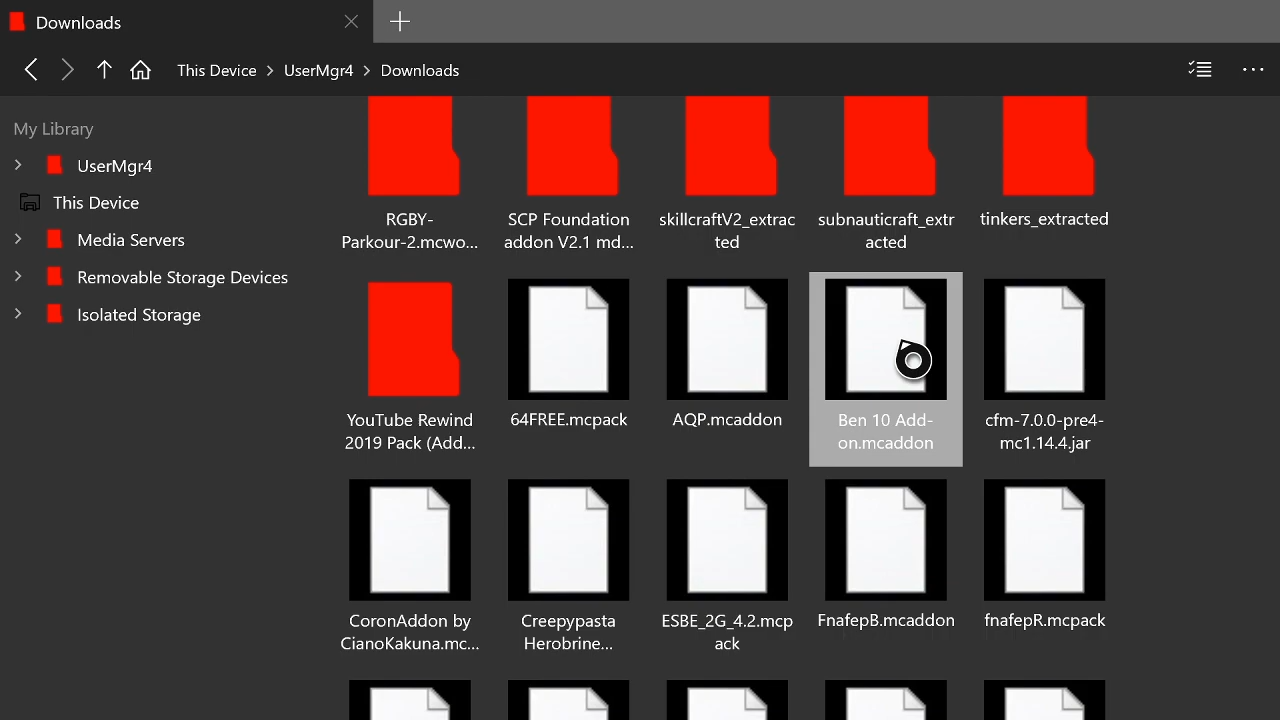 Downloads
This Device > UserMgr4 > Downloads
My Library
UserMgr4
This Device
Media Servers
Removable Storage Devices
Isolated Storage
RGBY-
Parkour-2.mcwo...
SCP Foundation
addon V2.1 md...
skillcraftV2_extrac
ted
subnauticraft_extr
acted
tinkers_extracted
YouTube Rewind
2019 Pack (Add...
64FREE.mcpack
AQP.mcaddon
Ben 10 Add-
on.mcaddon
cfm-7.0.0-pre4-
mc1.14.4.jar
CoronAddon by
CianoKakuna.mc...
Creepypasta
Herobrine...
ESBE_2G_4.2.mcp
ack
FnafepB.mcaddon
fnafepR.mcpack